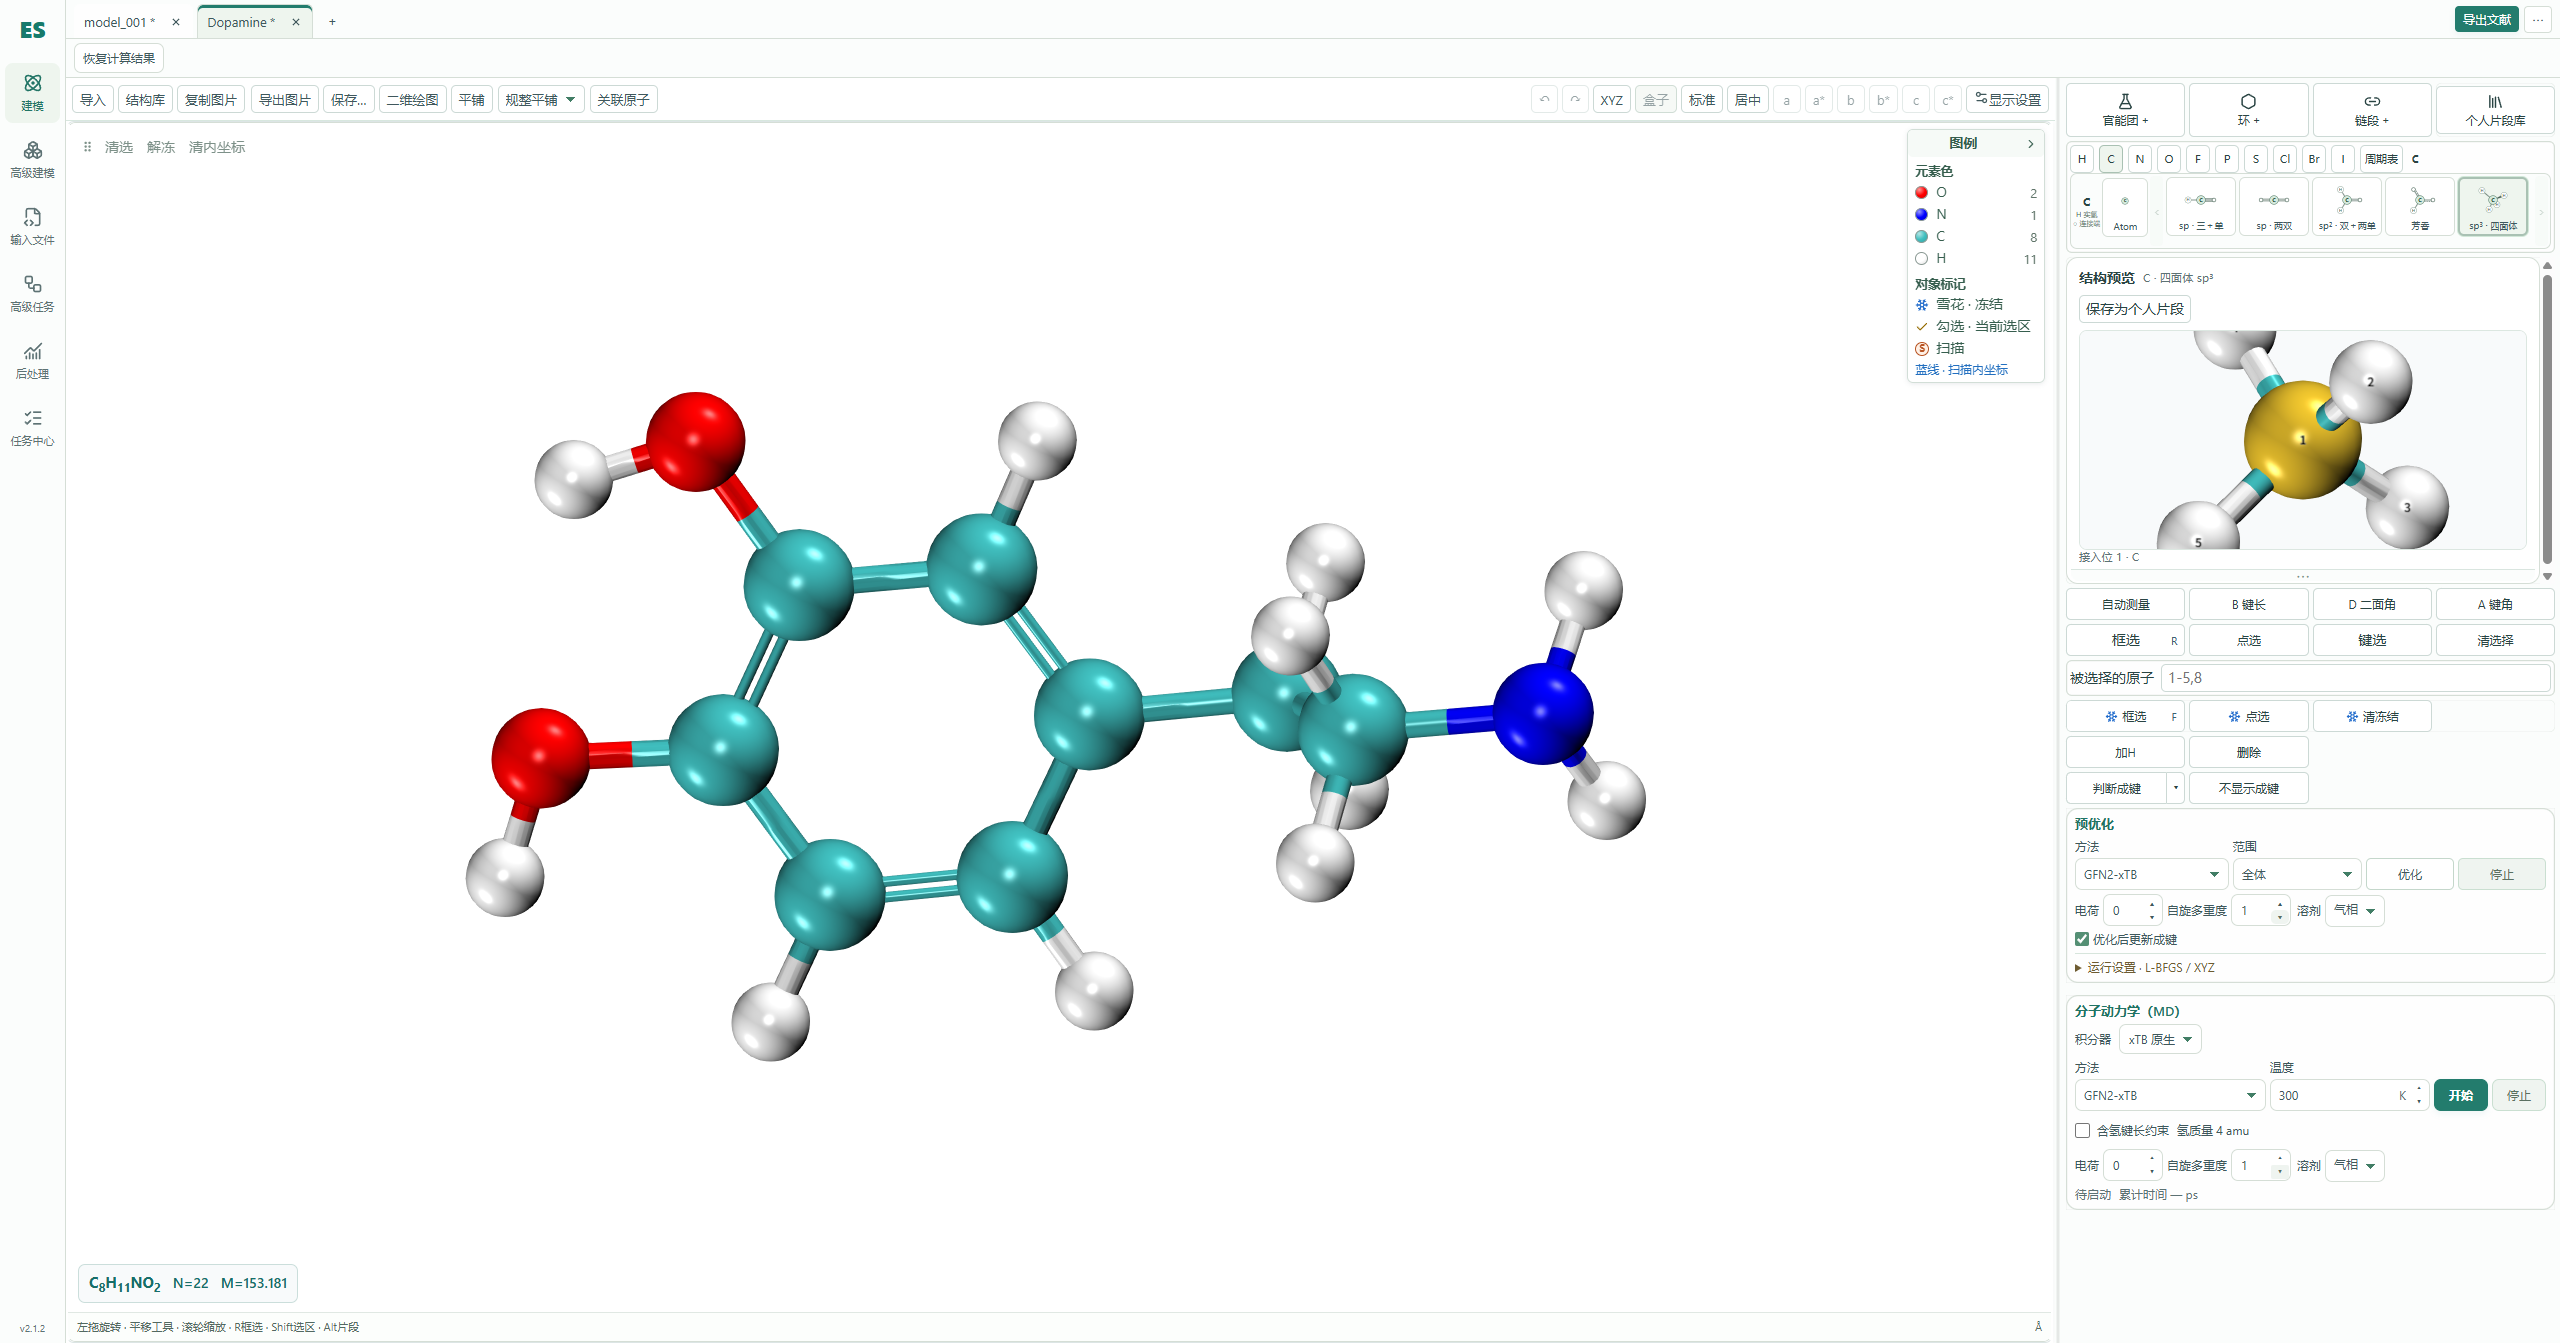 ES
model_001 * ×
Dopamine * ×
+
导出文献
...
恢复计算结果
建模
高级建模
输入文件
高级任务
后处理
任务中心
v2.1.2
导入 结构库 复制图片 导出图片 保存... 二维绘图 平铺 规整平铺 关联原子
XYZ 盒子 标准 居中 a a* b b* c c* 显示设置
清选 解冻 清内坐标
图例
元素色
O 2
N 1
C 8
H 11
对象标记
雪花 · 冻结
勾选 · 当前选区
S 扫描
蓝线 · 扫描内坐标
C8H11NO2 N=22 M=153.181
左拖旋转 · 平移工具 · 滚轮缩放 · R框选 · Shift选区 · Alt片段
Å
官能团 + 环 + 链段 + 个人片段库
H C N O F P S Cl Br I 周期表 C
C
H 实氢
○ 连接端
Atom sp · 三+单 sp · 两双 sp² · 双+两单 芳香 sp³ · 四面体
结构预览 C · 四面体 sp³
保存为个人片段
1
2
3
5
接入位 1 · C
自动测量 B 键长 D 二面角 A 键角
框选 R 点选 键选 清选择
被选择的原子 1-5,8
框选 F 点选 清冻结
加H 删除
判断成键 不显示成键
预优化
方法 范围
GFN2-xTB 全体 优化 停止
电荷 0 自旋多重度 1 溶剂 气相
优化后更新成键
运行设置 · L-BFGS / XYZ
分子动力学（MD）
积分器 xTB 原生
方法 温度
GFN2-xTB 300 K 开始 停止
含氢键长约束 氢质量 4 amu
电荷 0 自旋多重度 1 溶剂 气相
待启动 累计时间 — ps